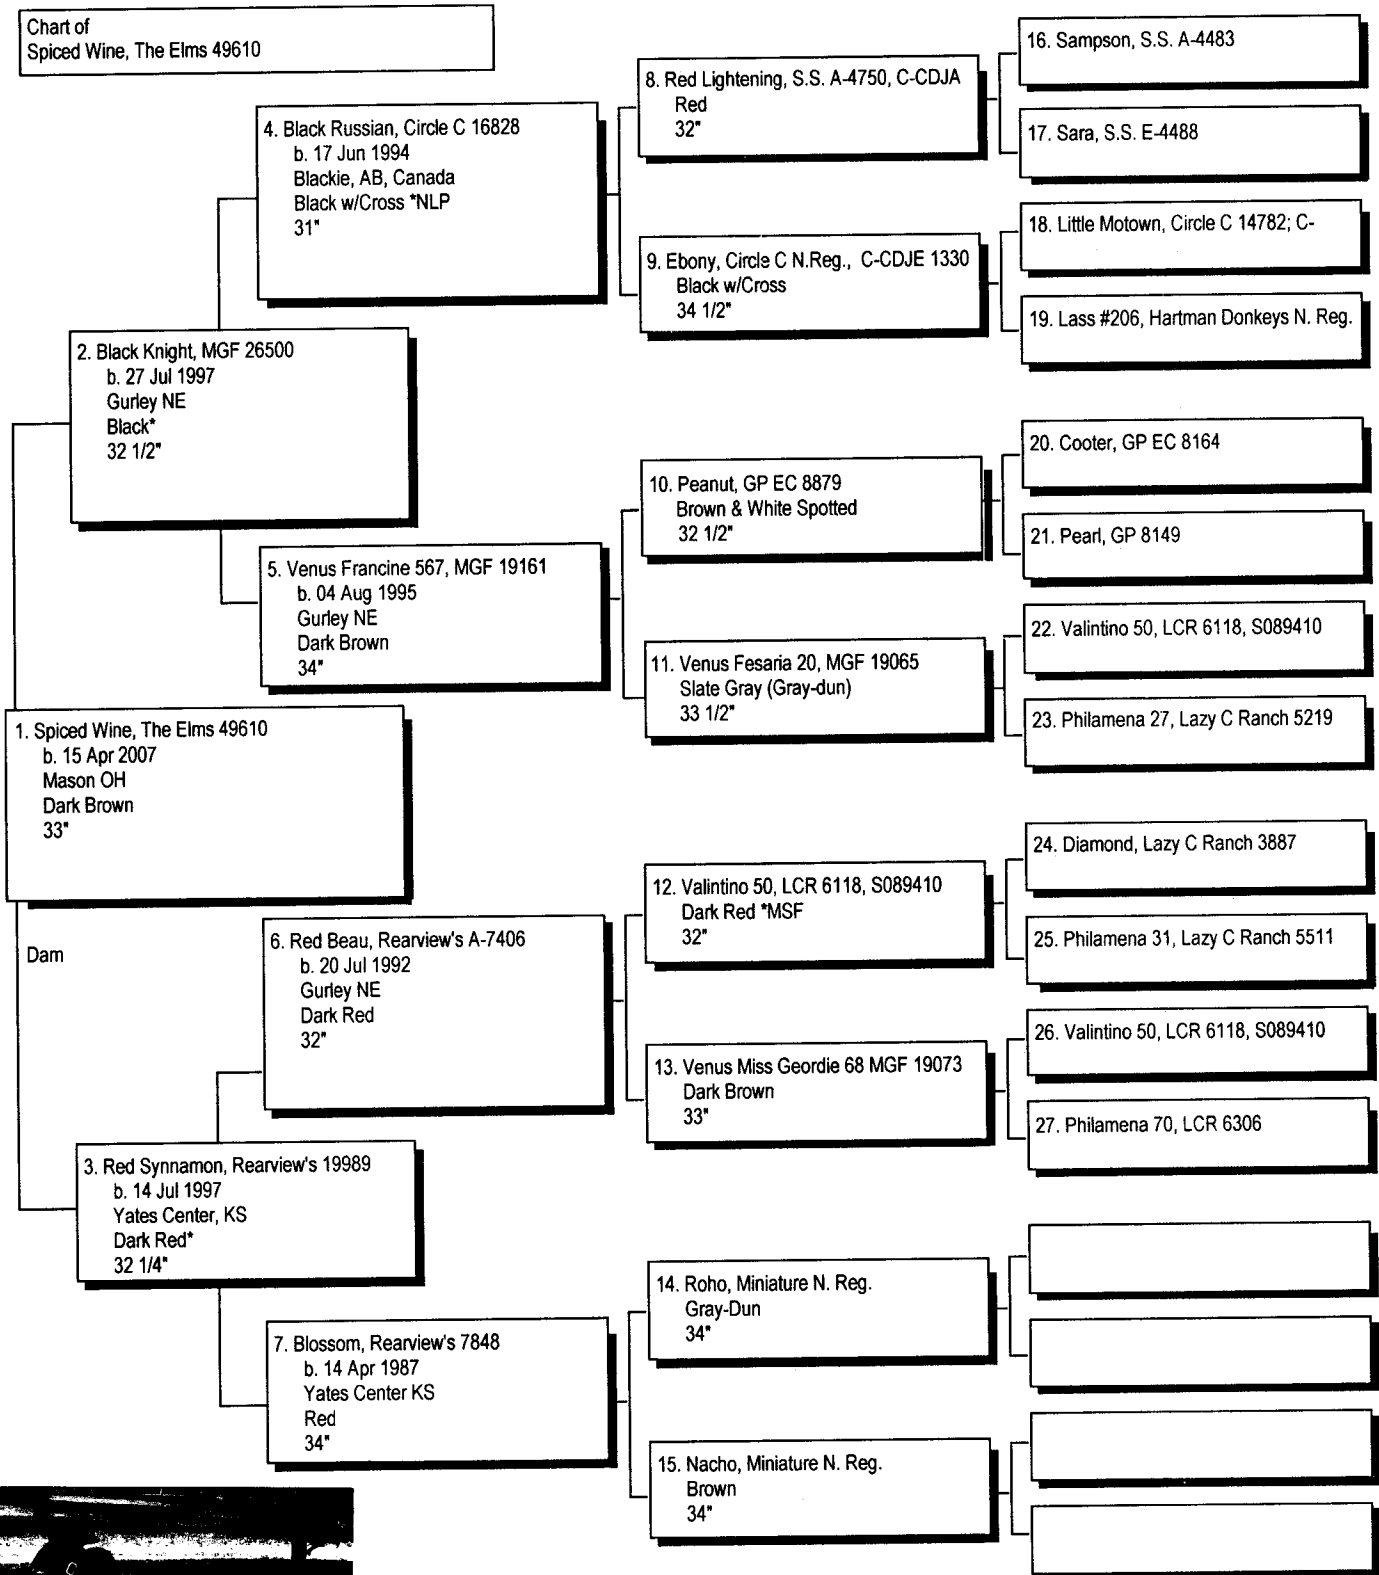 Chart of
Spiced Wine, The Elms 49610
1. Spiced Wine, The Elms 49610
b. 15 Apr 2007
Mason OH
Dark Brown
33"
Dam
2. Black Knight, MGF 26500
b. 27 Jul 1997
Gurley NE
Black*
32 1/2"
3. Red Synnamon, Rearview's 19989
b. 14 Jul 1997
Yates Center, KS
Dark Red*
32 1/4"
4. Black Russian, Circle C 16828
b. 17 Jun 1994
Blackie, AB, Canada
Black w/Cross *NLP
31"
5. Venus Francine 567, MGF 19161
b. 04 Aug 1995
Gurley NE
Dark Brown
34"
6. Red Beau, Rearview's A-7406
b. 20 Jul 1992
Gurley NE
Dark Red
32"
7. Blossom, Rearview's 7848
b. 14 Apr 1987
Yates Center KS
Red
34"
8. Red Lightening, S.S. A-4750, C-CDJA
Red
32"
9. Ebony, Circle C N.Reg., C-CDJE 1330
Black w/Cross
34 1/2"
10. Peanut, GP EC 8879
Brown & White Spotted
32 1/2"
11. Venus Fesaria 20, MGF 19065
Slate Gray (Gray-dun)
33 1/2"
12. Valintino 50, LCR 6118, S089410
Dark Red *MSF
32"
13. Venus Miss Geordie 68 MGF 19073
Dark Brown
33"
14. Roho, Miniature N. Reg.
Gray-Dun
34"
15. Nacho, Miniature N. Reg.
Brown
34"
16. Sampson, S.S. A-4483
17. Sara, S.S. E-4488
18. Little Motown, Circle C 14782; C-
19. Lass #206, Hartman Donkeys N. Reg.
20. Cooter, GP EC 8164
21. Pearl, GP 8149
22. Valintino 50, LCR 6118, S089410
23. Philamena 27, Lazy C Ranch 5219
24. Diamond, Lazy C Ranch 3887
25. Philamena 31, Lazy C Ranch 5511
26. Valintino 50, LCR 6118, S089410
27. Philamena 70, LCR 6306